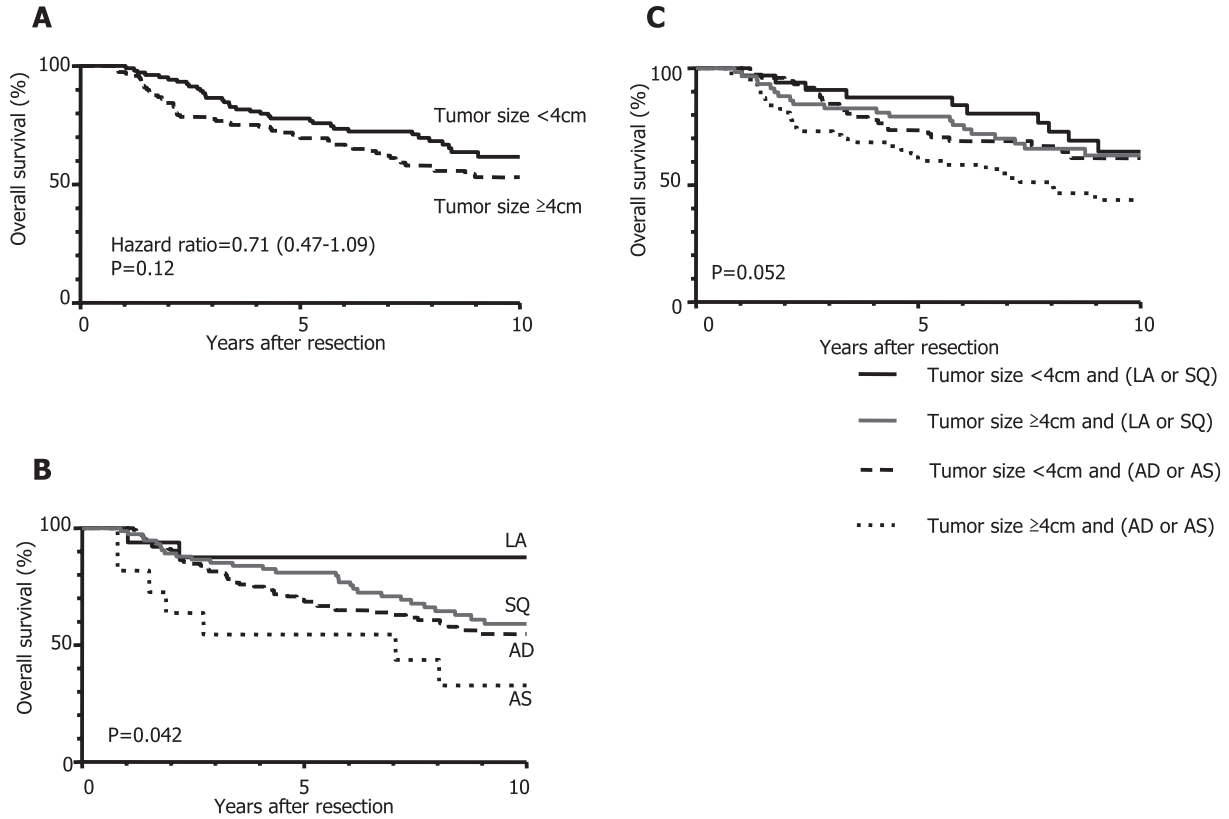 A
Overall survival (%)
100
50
0
0
5
10
Years after resection
Tumor size <4cm
Tumor size ≥4cm
Hazard ratio=0.71 (0.47-1.09)
P=0.12
C
Overall survival (%)
100
50
0
0
5
10
Years after resection
P=0.052
Tumor size <4cm and (LA or SQ)
Tumor size ≥4cm and (LA or SQ)
Tumor size <4cm and (AD or AS)
Tumor size ≥4cm and (AD or AS)
B
Overall survival (%)
100
50
0
0
5
10
Years after resection
LA
SQ
AD
AS
P=0.042